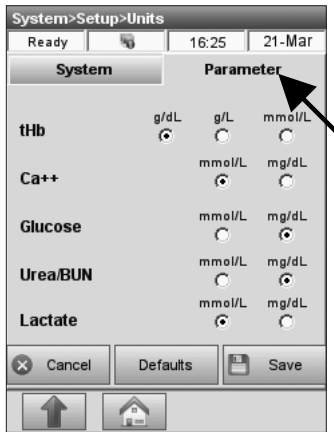 System>Setup>Units
Ready 16:25 21-Mar
System Parameter
g/dL g/L mmol/L
tHb
mmol/L mg/dL
Ca++
mmol/L mg/dL
Glucose
mmol/L mg/dL
Urea/BUN
mmol/L mg/dL
Lactate
Cancel Defaults Save